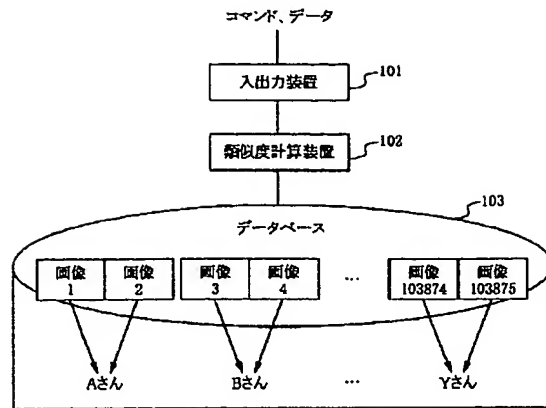 コマンド、データ
入出力装置
101
類似度計算装置
102
103
データベース
画像 画像 画像 画像 ... 画像 画像
1 2 3 4 103874 103875
Aさん Bさん ... Yさん